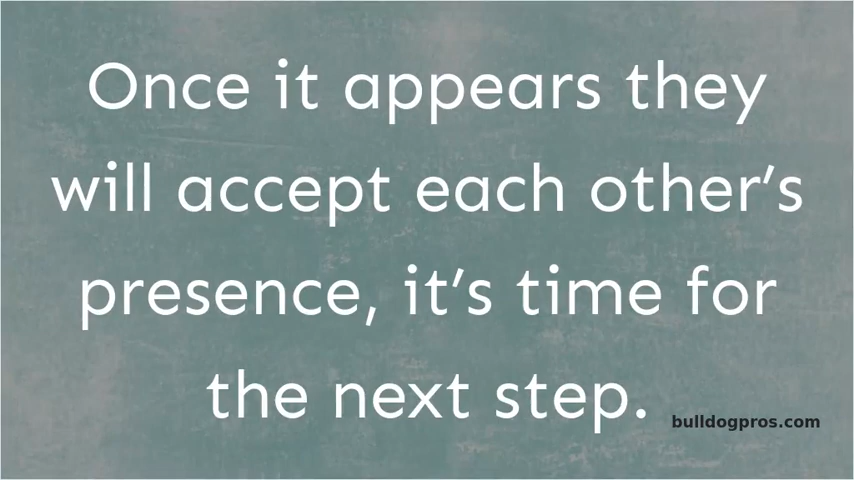 Once it appears they
will accept each other’s
presence, it’s time for
the next step.
bulldogpros.com